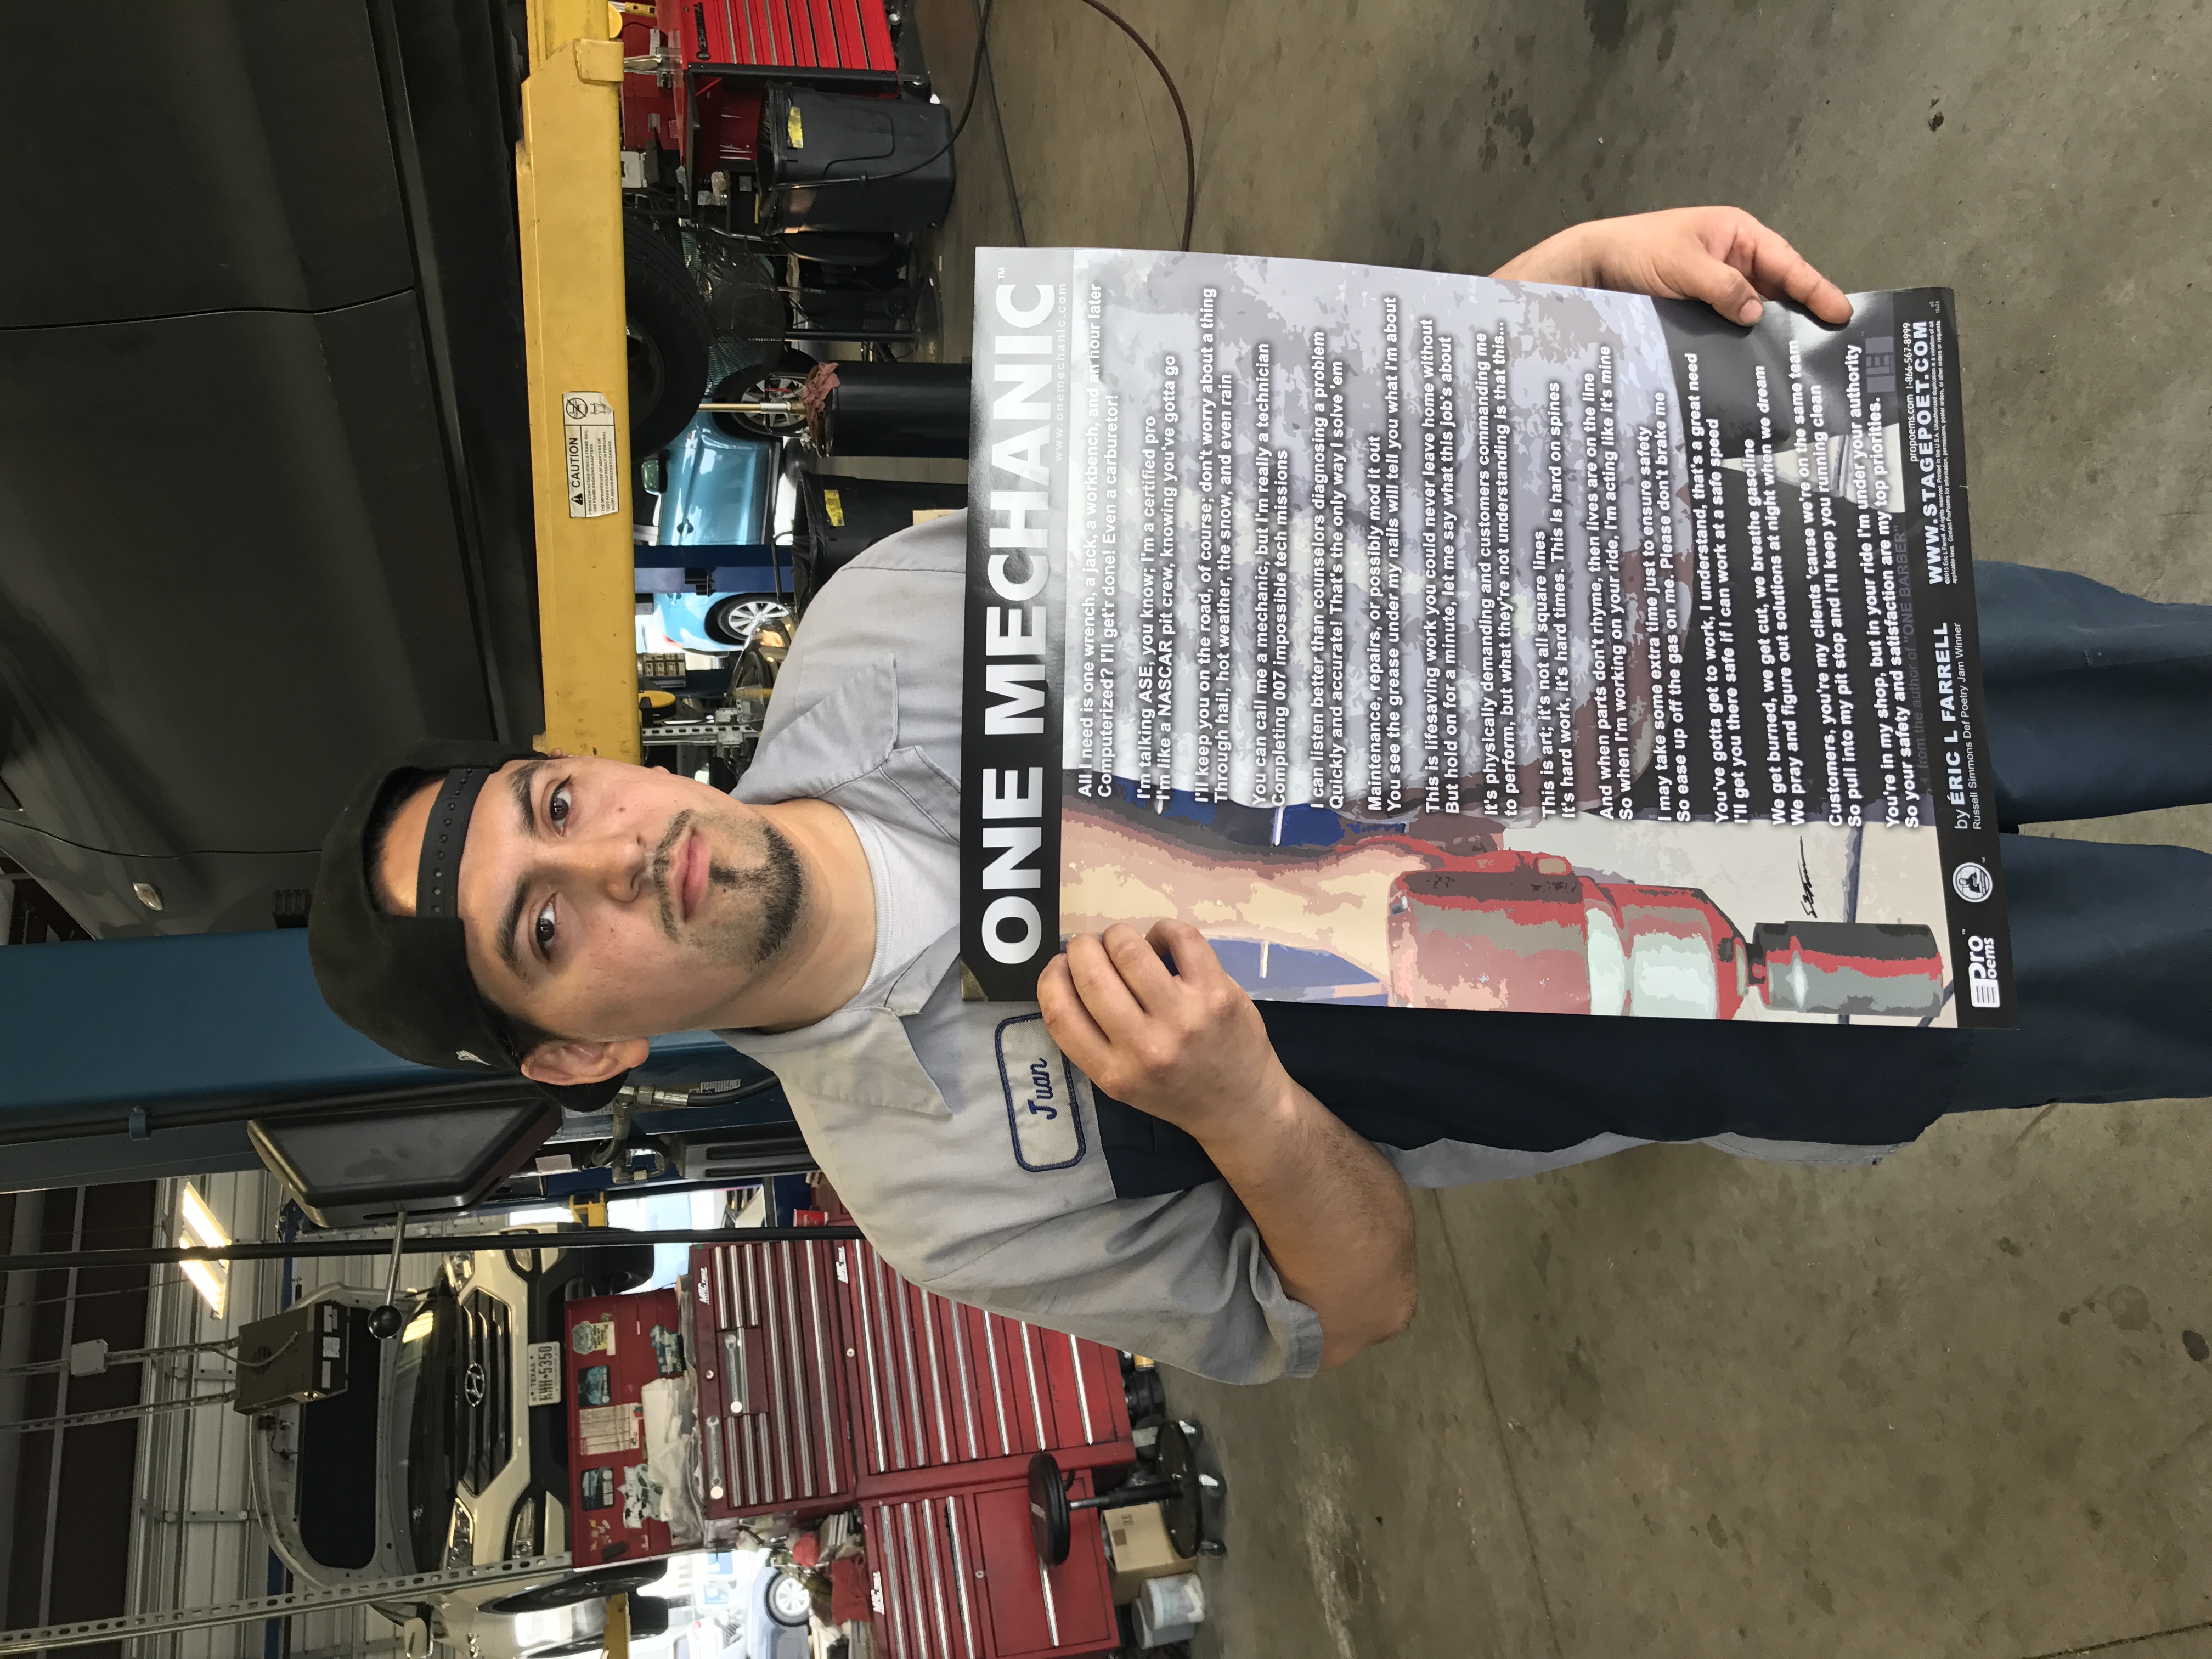 ONE MECHANIC™
www.onemechanic.com
All I need is one wrench, a jack, a workbench, and an hour later
Computerized? I'll get'r done! Even a carburetor!
I'm talking ASE, you know; I'm a certified pro
I'm like a NASCAR pit crew, knowing you've gotta go
I'll keep you on the road, of course; don't worry about a thing
Through hail, hot weather, the snow, and even rain
You can call me a mechanic, but I'm really a technician
Completing 007 impossible tech missions
I can listen better than counselors diagnosing a problem
Quickly and accurate! That's the only way I solve 'em
Maintenance, repairs, or possibly mod it out
You see the grease under my nails will tell you what I'm about
This is lifesaving work you could never leave home without
But hold on for a minute, let me say what this job's about
It's physically demanding and customers commanding me
to perform, but what they're not understanding is that this...
This is art; it's not all square lines
It's hard work, it's hard times. This is hard on spines
And when parts don't rhyme, then lives are on the line
So when I'm working on your ride, I'm acting like it's mine
I may take some extra time just to ensure safety
So ease up off the gas on me. Please don't brake me
You've gotta get to work, I understand, that's a great need
I'll get you there safe if I can work at a safe speed
We get burned, we get cut, we breathe gasoline
We pray and figure out solutions at night when we dream
Customers, you're my clients 'cause we're on the same team
So pull into my pit stop and I'll keep you running clean
You're in my shop, but in your ride I'm under your authority
So your safety and satisfaction are my top priorities.
from the author of "ONE BARBER"
by ERIC L FARRELL
Russell Simmons Def Poetry Jam Winner
propoems.com 1-866-567-8999
WWW.STAGEPOET.COM
Pro
oems™
Juan
CAUTION
TEXAS
KHH-5350
MAC TOOLS
MAC TOOLS
MAC TOOLS